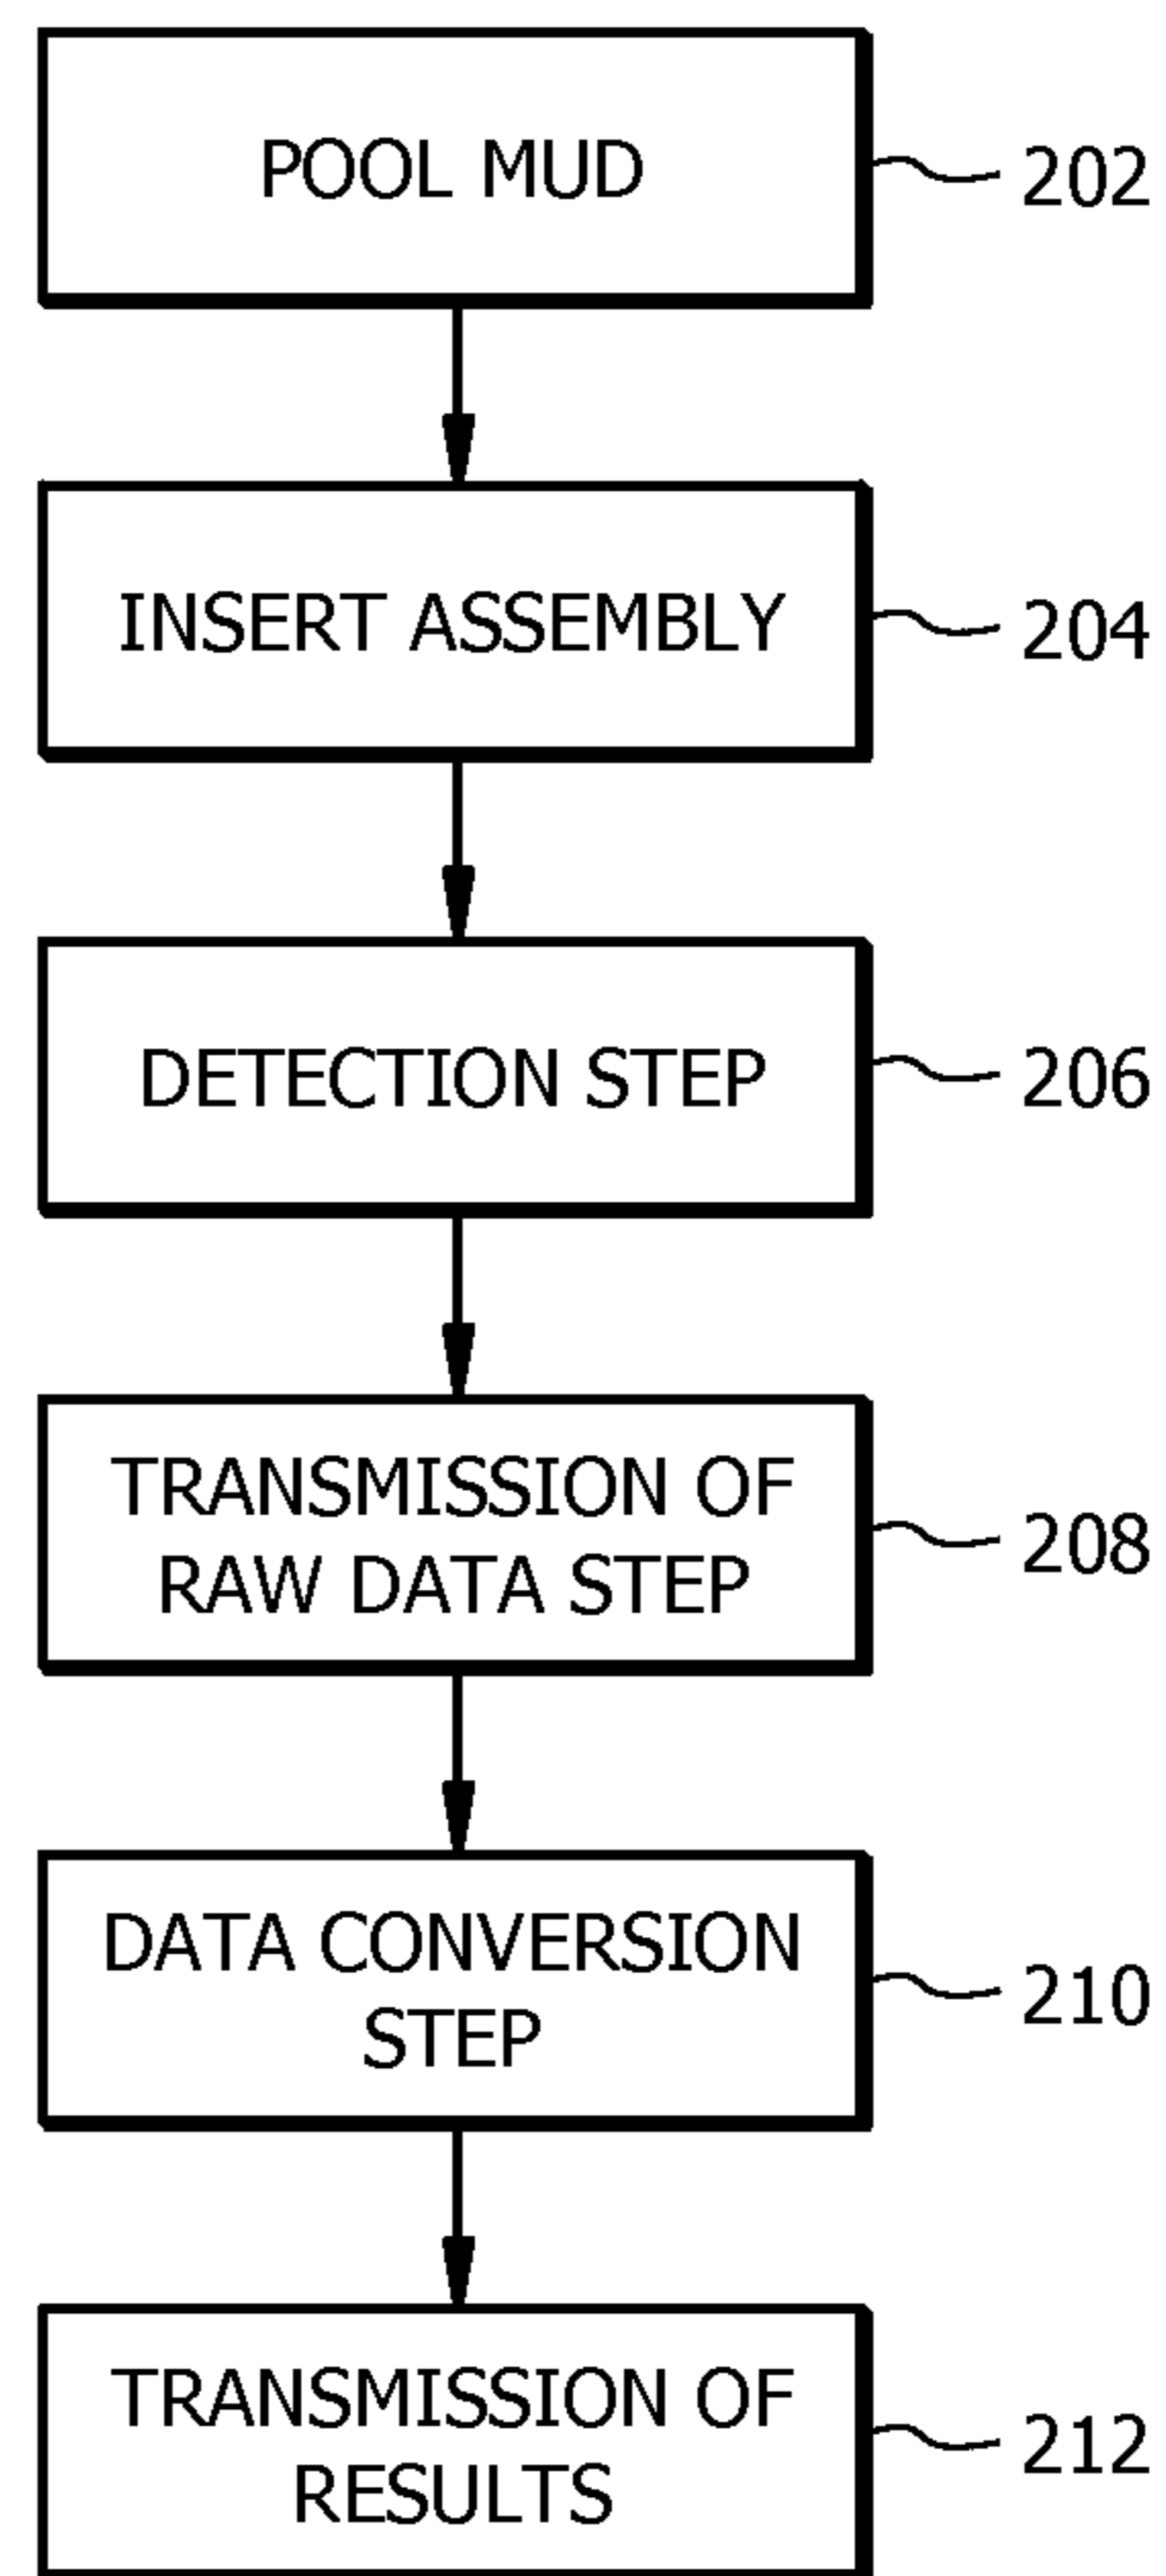 POOL MUD
202
INSERT ASSEMBLY
204
DETECTION STEP
206
TRANSMISSION OF
RAW DATA STEP
208
DATA CONVERSION
STEP
210
TRANSMISSION OF
RESULTS
212